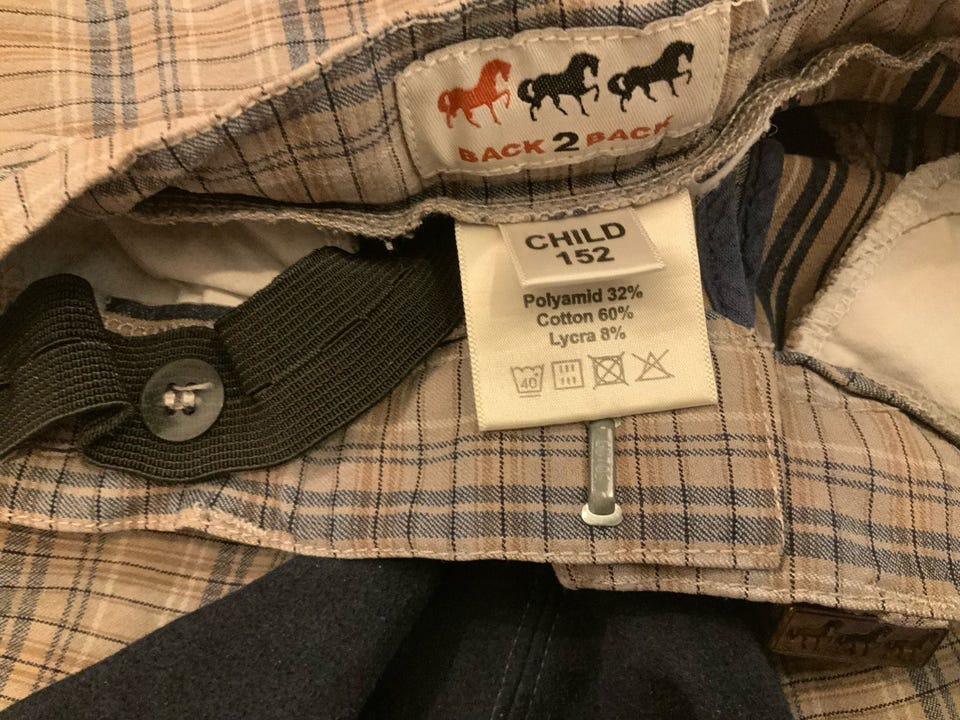 BACK 2 BACK
CHILD
152
Polyamid 32%
Cotton 60%
Lycra 8%
40